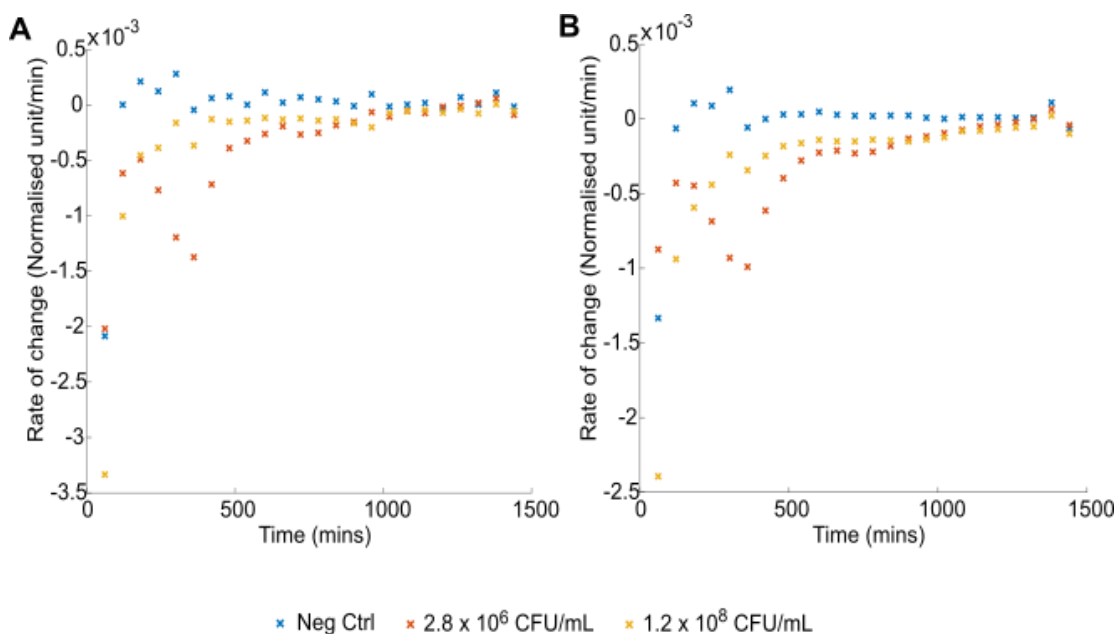 A
0.5 ×10-3
0
-0.5
-1
-1.5
-2
-2.5
-3
-3.5
Rate of change (Normalised unit/min)
0 500 1000 1500
Time (mins)
B
0.5 ×10-3
0
-0.5
-1
-1.5
-2
-2.5
Rate of change (Normalised unit/min)
0 500 1000 1500
Time (mins)
× Neg Ctrl × 2.8 x 10⁶ CFU/mL × 1.2 x 10⁸ CFU/mL